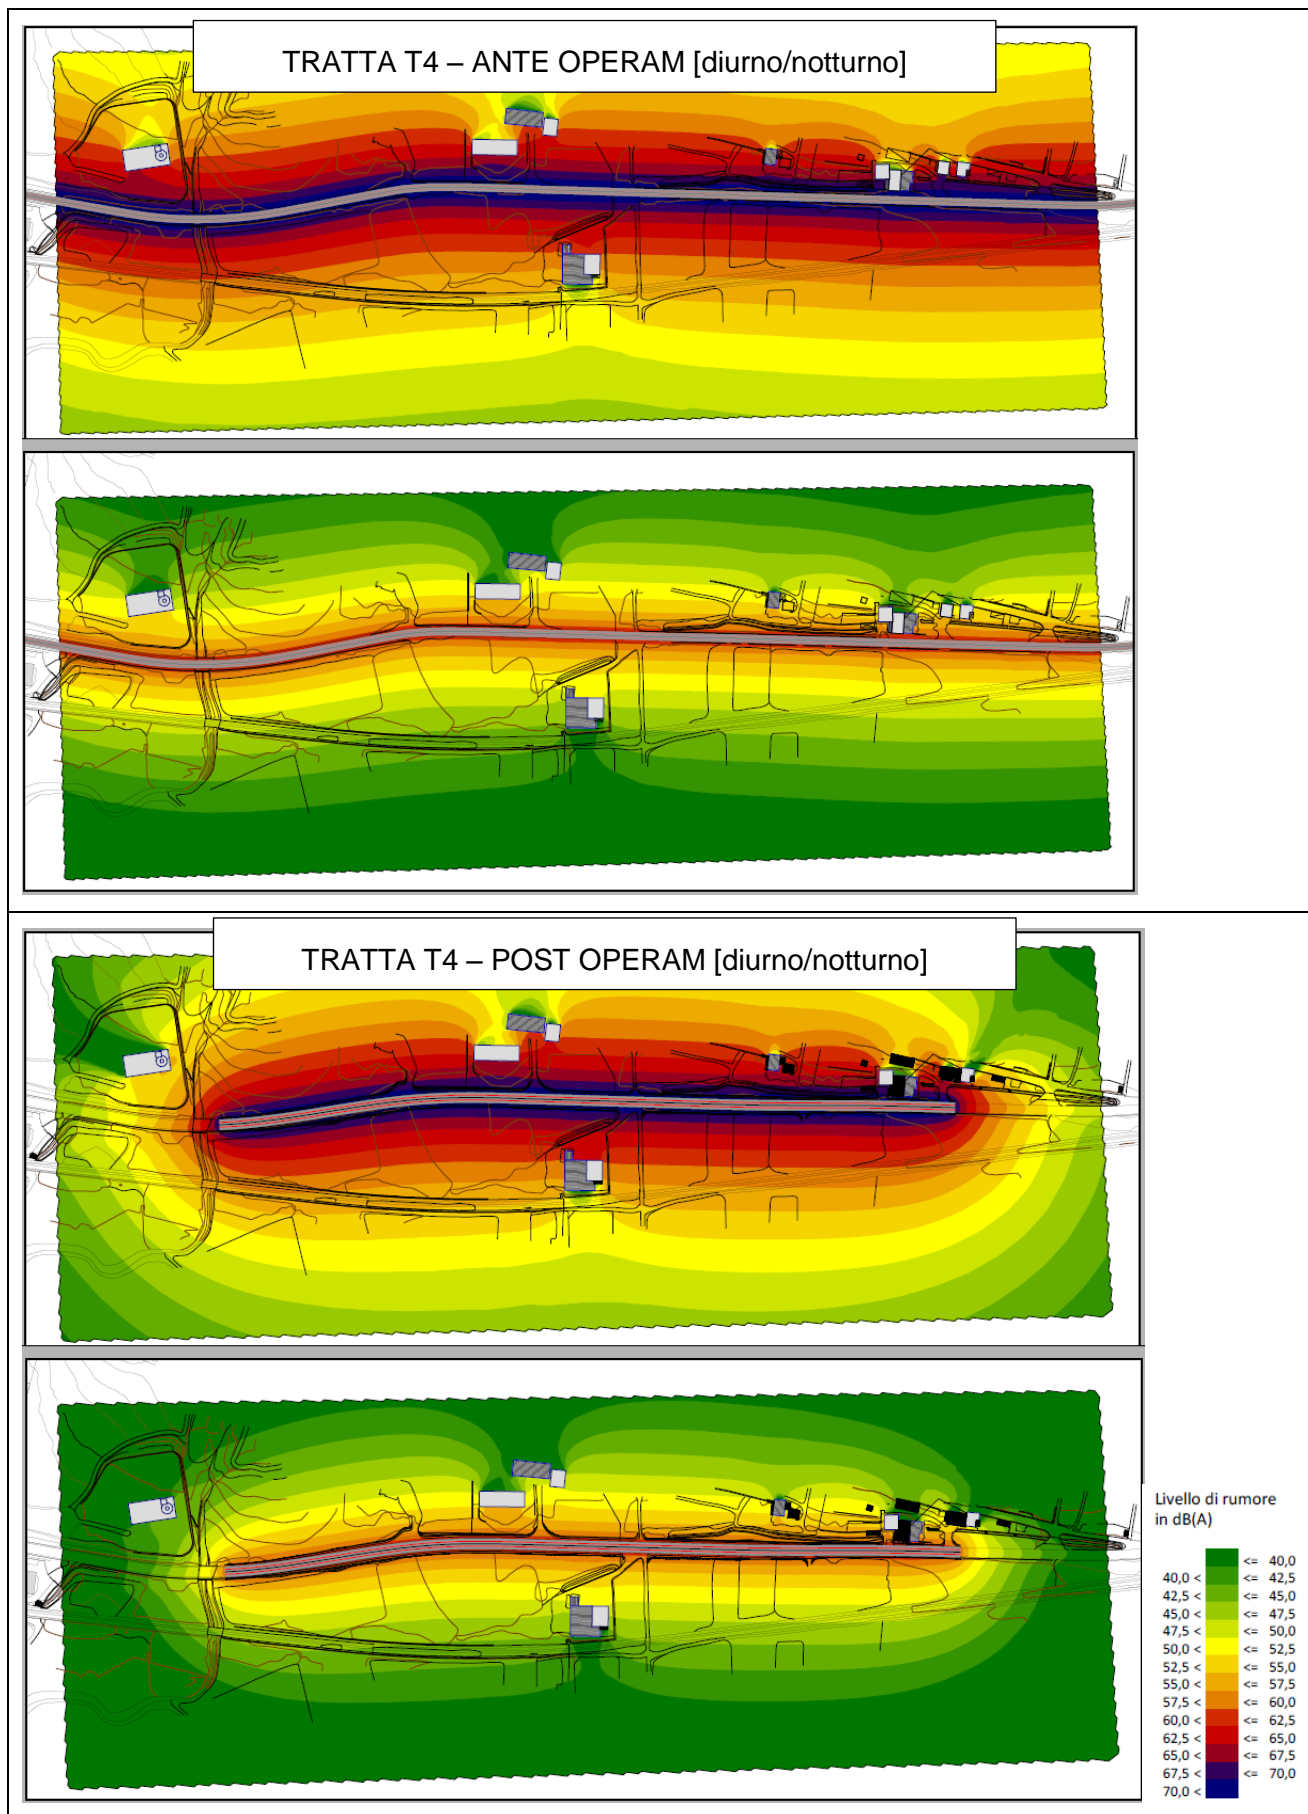 TRATTA T4 – ANTE OPERAM [diurno/notturno]
TRATTA T4 – POST OPERAM [diurno/notturno]
Livello di rumore
in dB(A)
<= 40,0
40,0 < <= 42,5
42,5 < <= 45,0
45,0 < <= 47,5
47,5 < <= 50,0
50,0 < <= 52,5
52,5 < <= 55,0
55,0 < <= 57,5
57,5 < <= 60,0
60,0 < <= 62,5
62,5 < <= 65,0
65,0 < <= 67,5
67,5 < <= 70,0
70,0 <